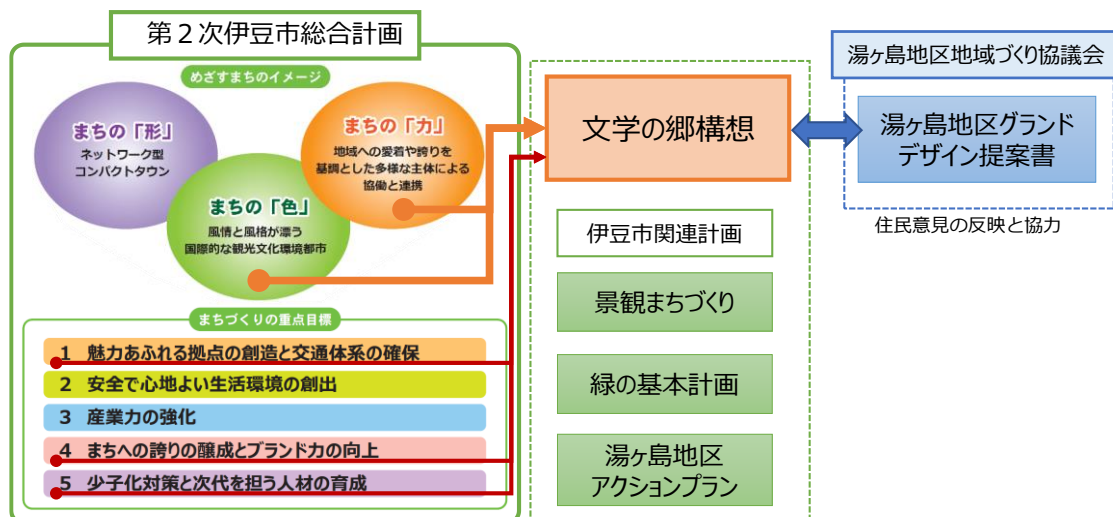 第２次伊豆市総合計画
めざすまちのイメージ
まちの「形」
ネットワーク型
コンパクトタウン
まちの「力」
地域への愛着や誇りを
基調とした多様な主体による
協働と連携
まちの「色」
風情と風格が漂う
国際的な観光文化環境都市
まちづくりの重点目標
1 魅力あふれる拠点の創造と交通体系の確保
2 安全で心地よい生活環境の創出
3 産業力の強化
4 まちへの誇りの醸成とブランド力の向上
5 少子化対策と次代を担う人材の育成
文学の郷構想
伊豆市関連計画
景観まちづくり
緑の基本計画
湯ヶ島地区
アクションプラン
湯ヶ島地区地域づくり協議会
湯ヶ島地区グランド
デザイン提案書
住民意見の反映と協力